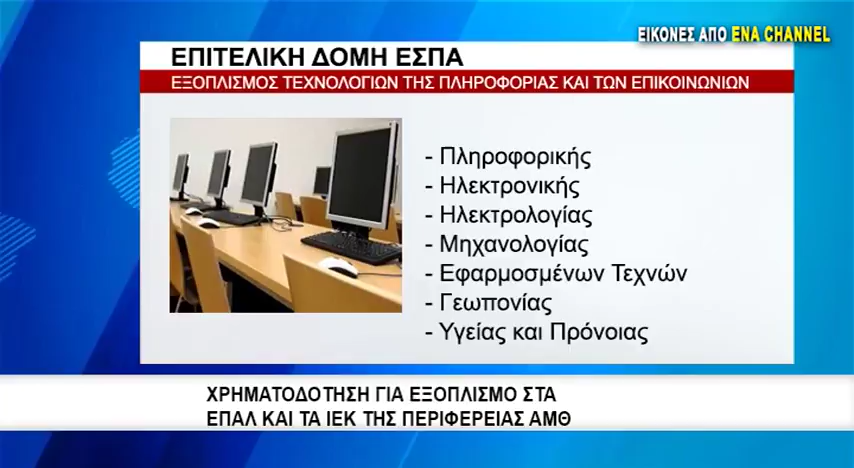 ΕΙΚΟΝΕΣ ΑΠΟ ΕΝΑ CHANNEL
ΕΠΙΤΕΛΙΚΗ ΔΟΜΗ ΕΣΠΑ
ΕΞΟΠΛΙΣΜΟΣ ΤΕΧΝΟΛΟΓΙΩΝ ΤΗΣ ΠΛΗΡΟΦΟΡΙΑΣ ΚΑΙ ΤΩΝ ΕΠΙΚΟΙΝΩΝΙΩΝ
- Πληροφορικής
- Ηλεκτρονικής
- Ηλεκτρολογίας
- Μηχανολογίας
- Εφαρμοσμένων Τεχνών
- Γεωπονίας
- Υγείας και Πρόνοιας
ΧΡΗΜΑΤΟΔΟΤΗΣΗ ΓΙΑ ΕΞΟΠΛΙΣΜΟ ΣΤΑ
ΕΠΑΛ ΚΑΙ ΤΑ ΙΕΚ ΤΗΣ ΠΕΡΙΦΕΡΕΙΑΣ ΑΜΘ